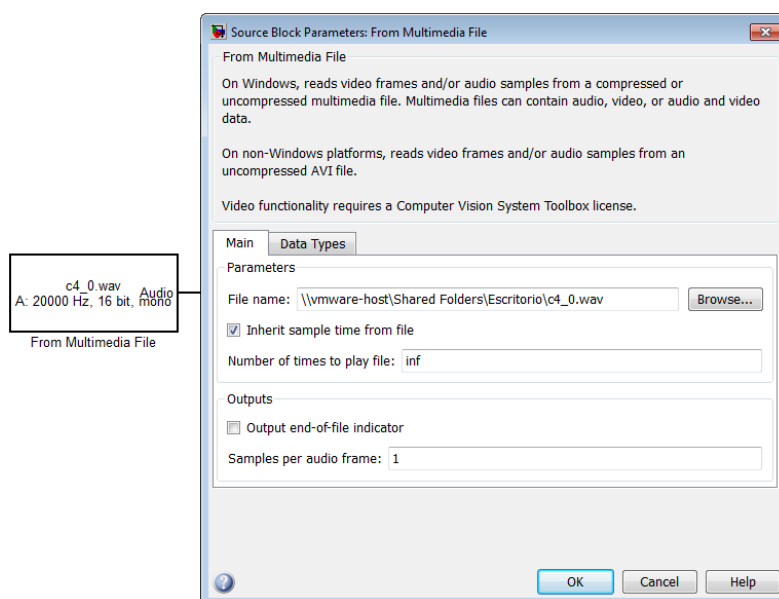 Source Block Parameters: From Multimedia File
From Multimedia File
On Windows, reads video frames and/or audio samples from a compressed or
uncompressed multimedia file. Multimedia files can contain audio, video, or audio and video
data.
On non-Windows platforms, reads video frames and/or audio samples from an
uncompressed AVI file.
Video functionality requires a Computer Vision System Toolbox license.
Main
Data Types
Parameters
File name: \\vmware-host\Shared Folders\Escritorio\c4_0.wav Browse...
Inherit sample time from file
Number of times to play file: inf
Outputs
Output end-of-file indicator
Samples per audio frame: 1
OK Cancel Help
c4_0.wav
A: 20000 Hz, 16 bit, mono
Audio
From Multimedia File